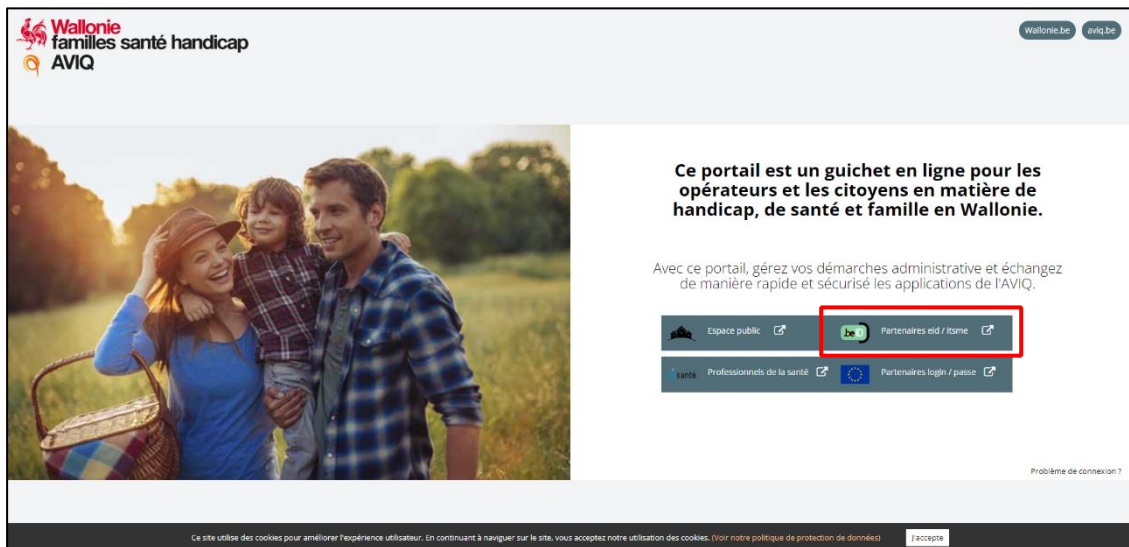 Wallonie
familles santé handicap
AVIQ
Wallonie.be
aviq.be
Ce portail est un guichet en ligne pour les
opérateurs et les citoyens en matière de
handicap, de santé et famille en Wallonie.
Avec ce portail, gérez vos démarches administrative et échangez
de manière rapide et sécurisé les applications de l'AVIQ.
Espace public
beID
Partenaires eid / itsme
santé
Professionnels de la santé
Partenaires login / passe
Problème de connexion ?
Ce site utilise des cookies pour améliorer l'expérience utilisateur. En continuant à naviguer sur le site, vous acceptez notre utilisation des cookies. (Voir notre politique de protection de données)
J'accepte